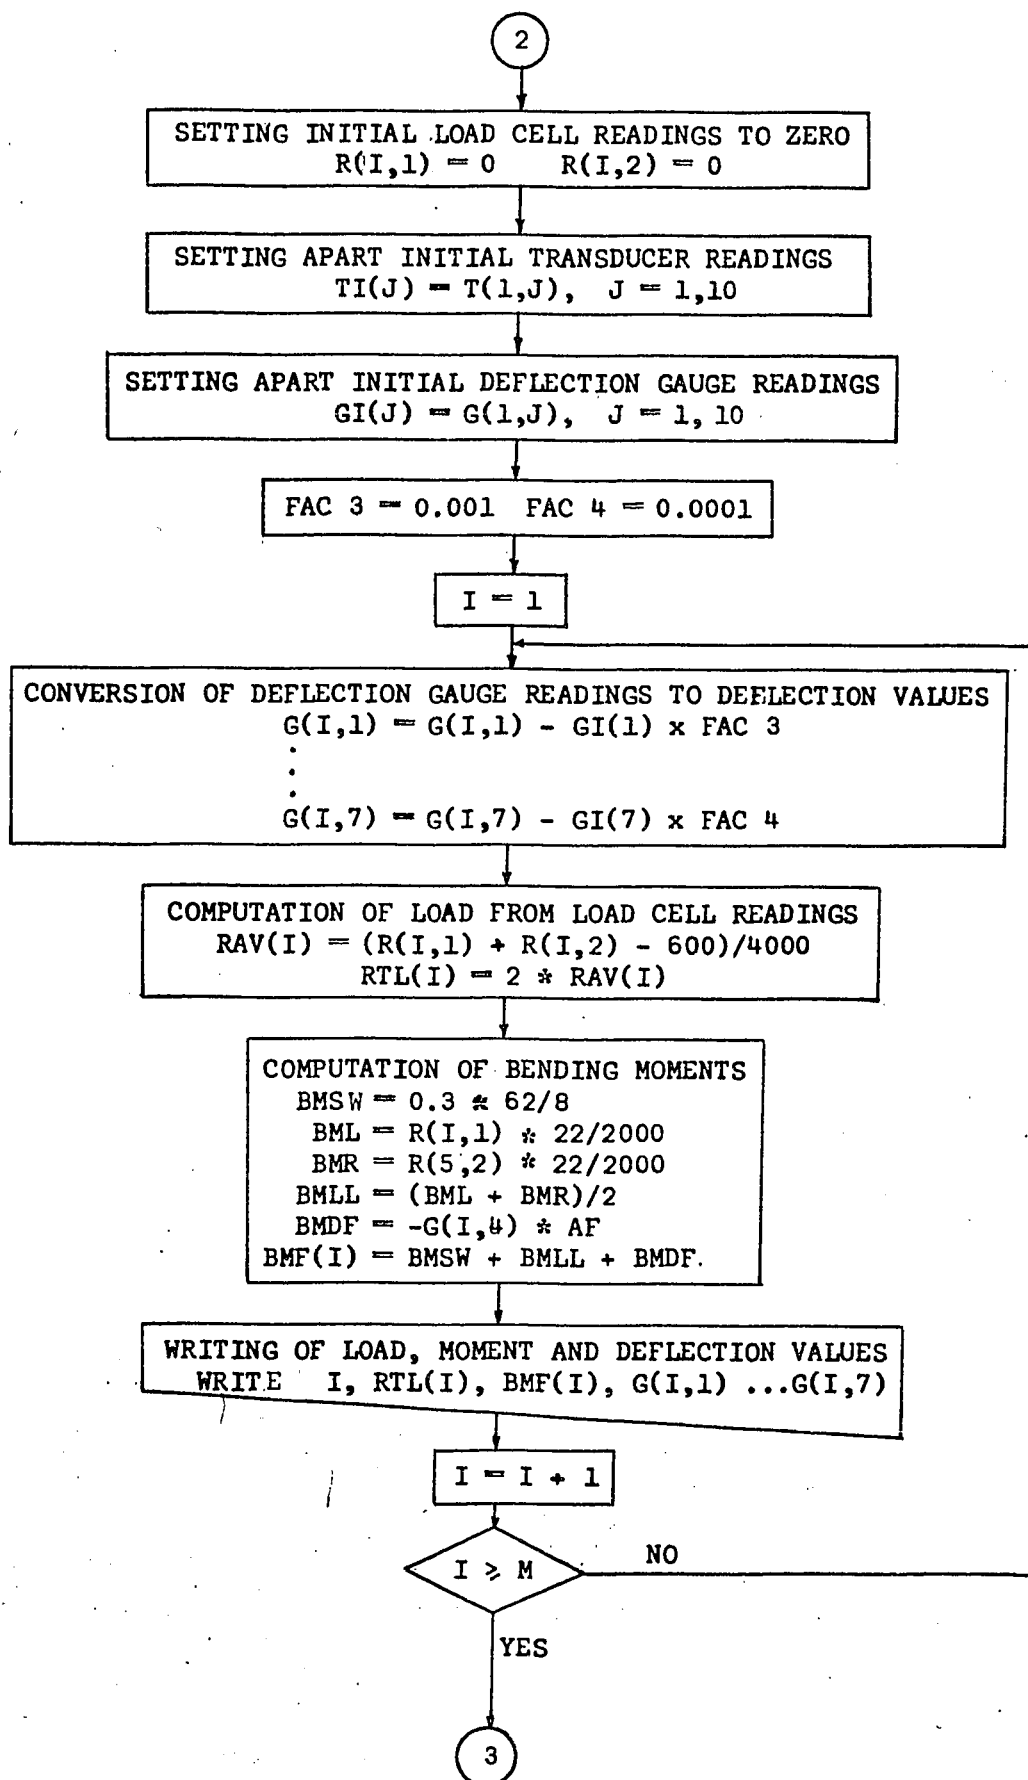 2
SETTING INITIAL LOAD CELL READINGS TO ZERO
R(I,1) = 0 R(I,2) = 0
SETTING APART INITIAL TRANSDUCER READINGS
TI(J) = T(1,J), J = 1,10
SETTING APART INITIAL DEFLECTION GAUGE READINGS
GI(J) = G(1,J), J = 1,10
FAC 3 = 0.001 FAC 4 = 0.0001
I = 1
CONVERSION OF DEFLECTION GAUGE READINGS TO DEFLECTION VALUES
G(I,1) = G(I,1) - GI(1) x FAC 3
.
.
.
G(I,7) = G(I,7) - GI(7) x FAC 4
COMPUTATION OF LOAD FROM LOAD CELL READINGS
RAV(I) = (R(I,1) + R(I,2) - 600)/4000
RTL(I) = 2 * RAV(I)
COMPUTATION OF BENDING MOMENTS
BMSW = 0.3 * 62/8
BML = R(I,1) * 22/2000
BMR = R(5,2) * 22/2000
BMLL = (BML + BMR)/2
BMDF = -G(I,4) * AF
BMF(I) = BMSW + BMLL + BMDF.
WRITING OF LOAD, MOMENT AND DEFLECTION VALUES
WRITE I, RTL(I), BMF(I), G(I,1) ...G(I,7)
I = I + 1
I ⩾ M
NO
YES
3